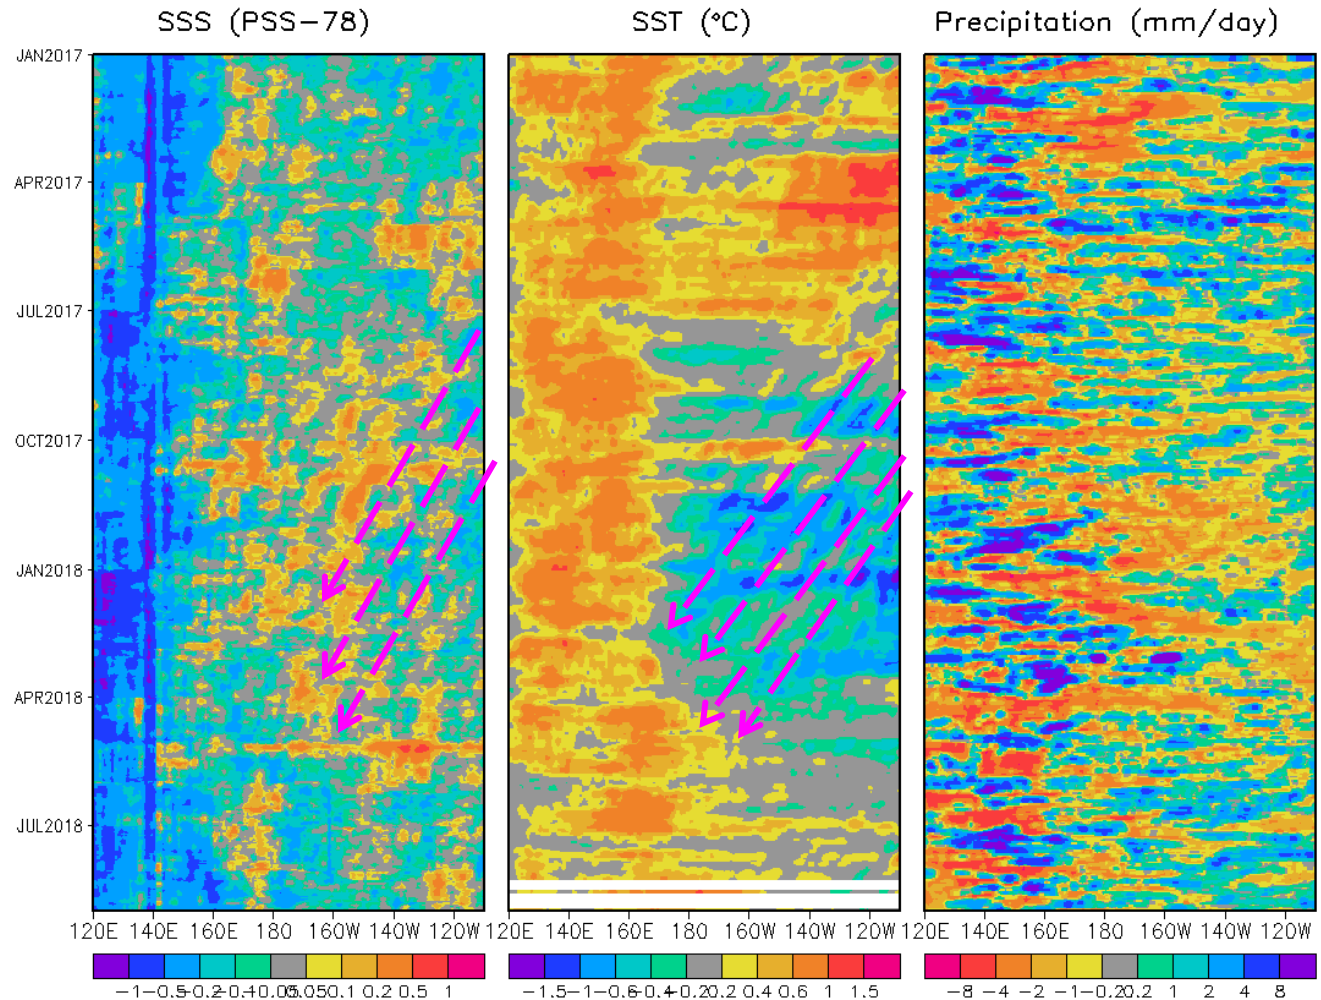 SSS (PSS-78) SST (°C) Precipitation (mm/day)
JAN2017
APR2017
JUL2017
OCT2017
JAN2018
APR2018
JUL2018
120E 140E 160E 180 160W 140W 120W 120E 140E 160E 180 160W 140W 120W 120E 140E 160E 180 160W 140W 120W
-1 -0.5 -0.2 -0.1 -0.05 0.05 0.1 0.2 0.5 1 -1.5 -1 -0.6 -0.4 -0.2 0.2 0.4 0.6 1 1.5 -8 -4 -2 -1 -0.2 0.2 1 2 4 8